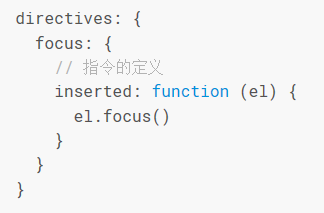 directives: {
  focus: {
    // 指令的定义
    inserted: function (el) {
      el.focus()
    }
  }
}